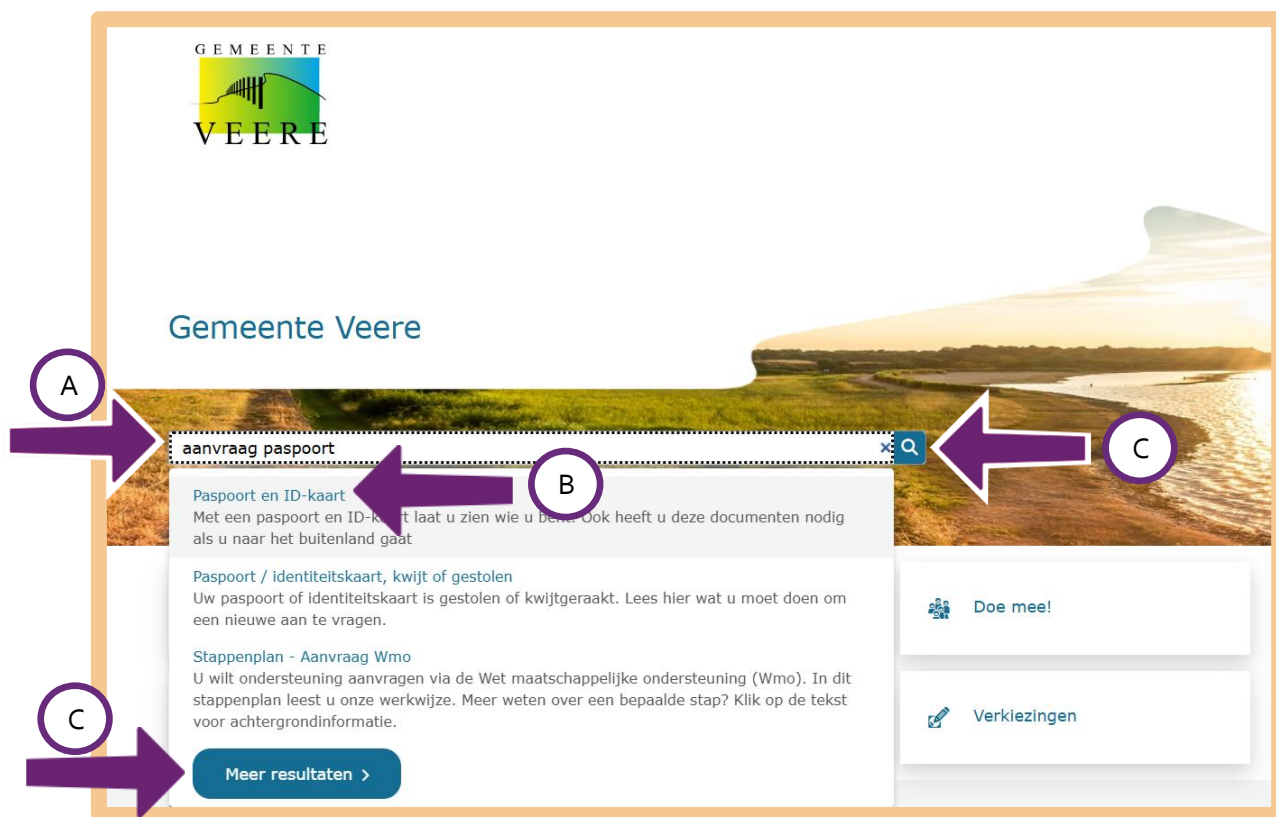 GEMEENTE
VEERE
Gemeente Veere
A
aanvraag paspoort
×
C
Paspoort en ID-kaart
B
Met een paspoort en ID-kaart laat u zien wie u bent. Ook heeft u deze documenten nodig
als u naar het buitenland gaat
Paspoort / identiteitskaart, kwijt of gestolen
Uw paspoort of identiteitskaart is gestolen of kwijtgeraakt. Lees hier wat u moet doen om
een nieuwe aan te vragen.
Stappenplan - Aanvraag Wmo
U wilt ondersteuning aanvragen via de Wet maatschappelijke ondersteuning (Wmo). In dit
stappenplan leest u onze werkwijze. Meer weten over een bepaalde stap? Klik op de tekst
voor achtergrondinformatie.
C
Meer resultaten >
Doe mee!
Verkiezingen